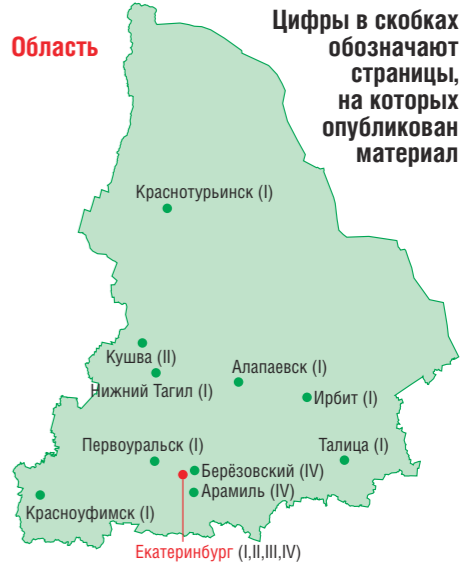 Область
Цифры в скобках
обозначают
страницы,
на которых
опубликован
материал
Краснотурьинск (I)
Кушва (II)
Нижний Тагил (I)
Алапаевск (I)
Ирбит (I)
Первоуральск (I)
Талица (I)
Берёзовский (IV)
Арамиль (IV)
Красноуфимск (I)
Екатеринбург (I,II,III,IV)